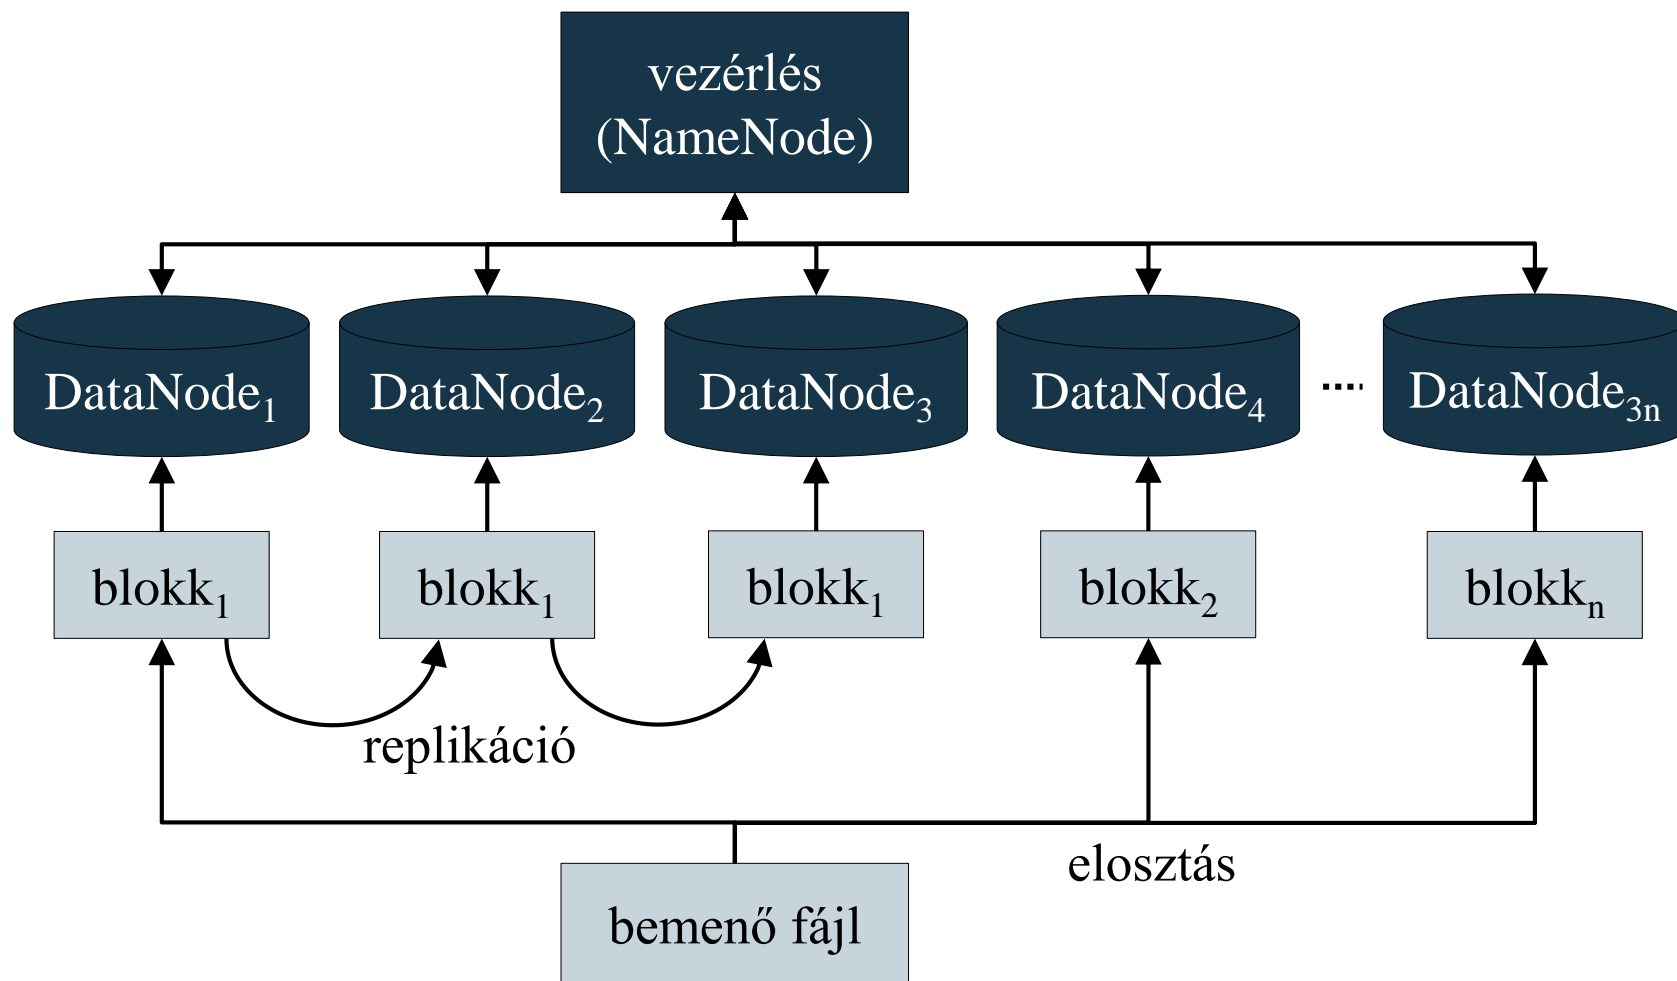 vezérlés
(NameNode)
DataNode₁ DataNode₂ DataNode₃ DataNode₄ ..... DataNode₃ₙ
blokk₁ blokk₁ blokk₁ blokk₂ blokkₙ
replikáció
elosztás
bemenő fájl